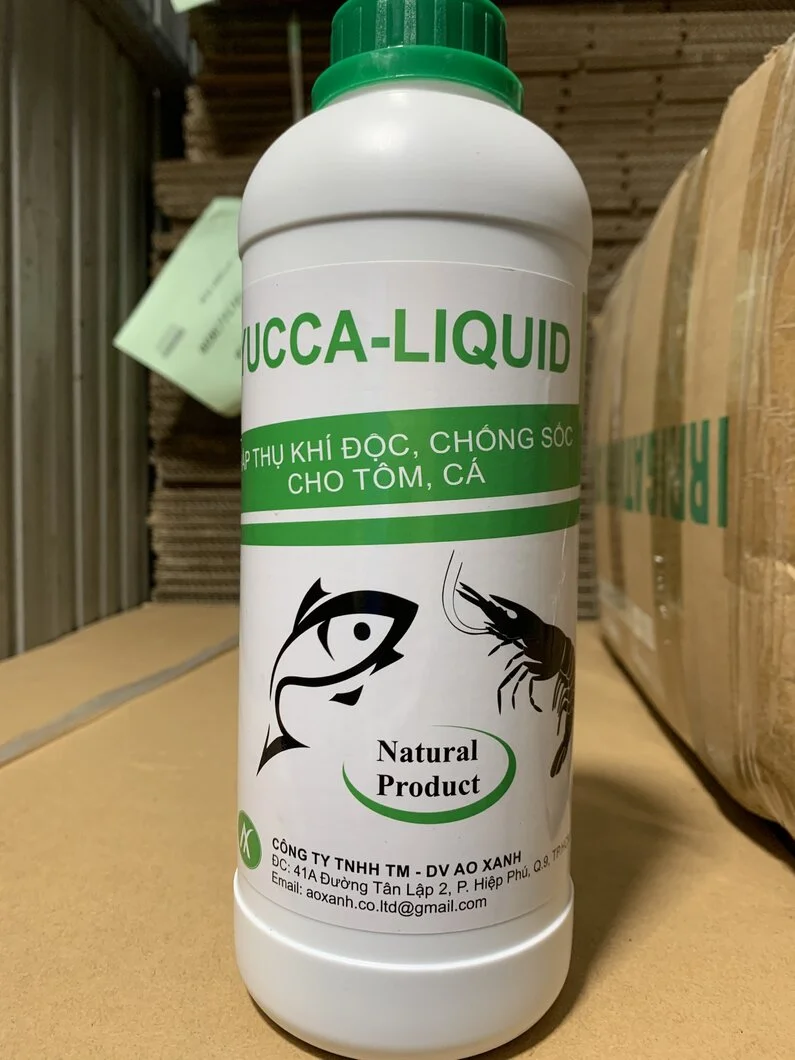 YUCCA-LIQUID
THỤ KHÍ ĐỘC, CHỐNG SỐC
CHO TÔM, CÁ
Natural
Product
CÔNG TY TNHH TM - DV AO XANH
ĐC: 41A Đường Tân Lập 2, P. Hiệp Phú, Q.9,
Email: aoxanh.co.ltd@gmail.com